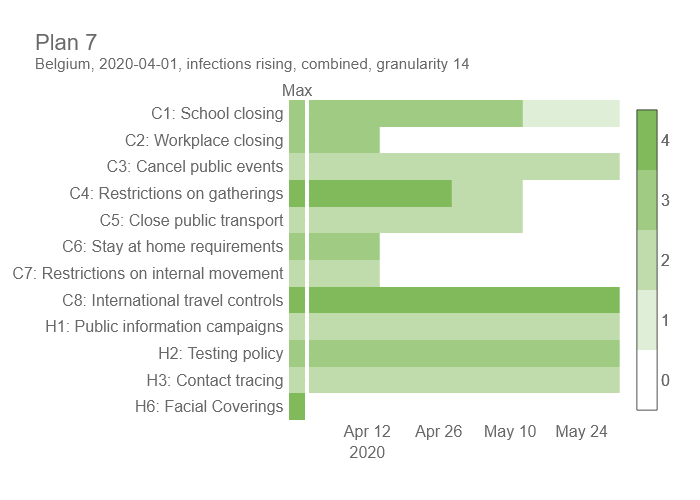 Plan 7
Belgium, 2020-04-01, infections rising, combined, granularity 14
Max
C1: School closing
C2: Workplace closing
C3: Cancel public events
C4: Restrictions on gatherings
C5: Close public transport
C6: Stay at home requirements
C7: Restrictions on internal movement
C8: International travel controls
H1: Public information campaigns
H2: Testing policy
H3: Contact tracing
H6: Facial Coverings
4
3
2
1
0
Apr 12 Apr 26 May 10 May 24
2020